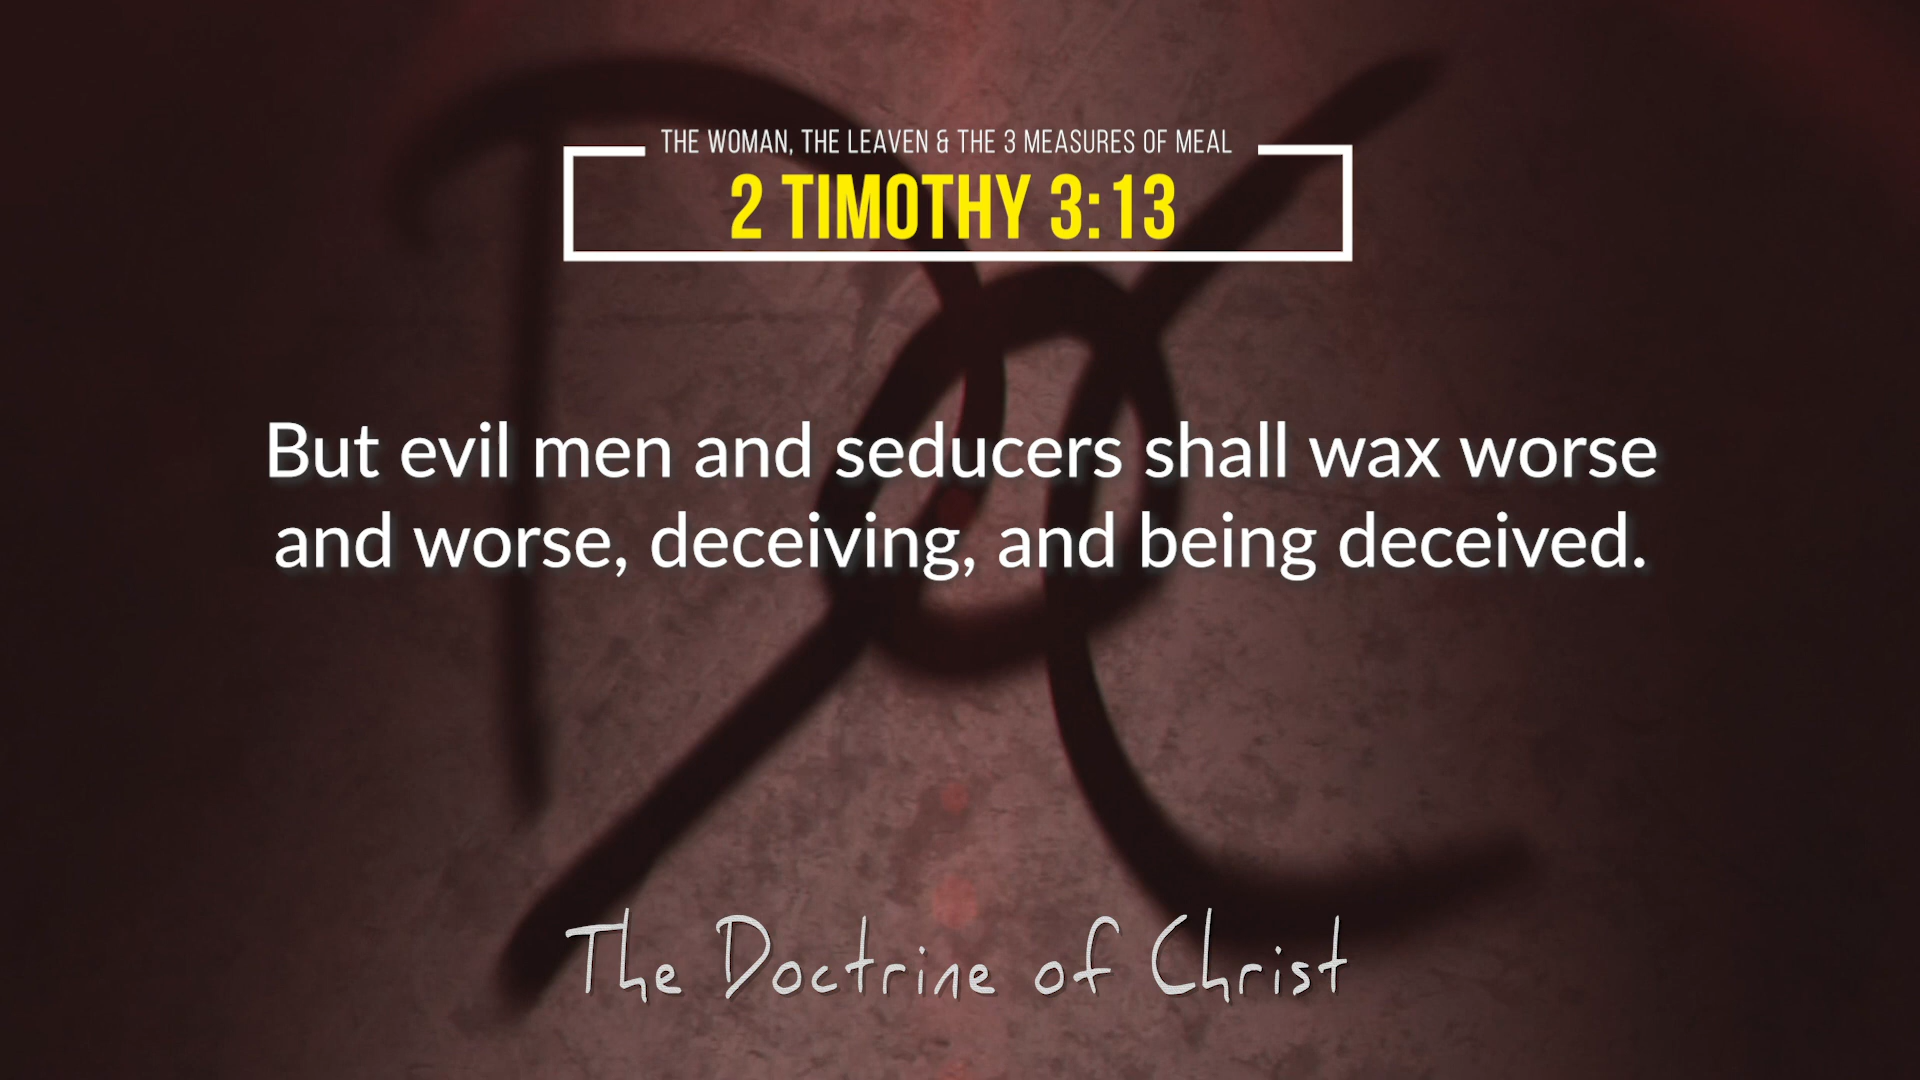 THE WOMAN, THE LEAVEN & THE 3 MEASURES OF MEAL
2 TIMOTHY 3:13
But evil men and seducers shall wax worse
and worse, deceiving, and being deceived.
The Doctrine of Christ